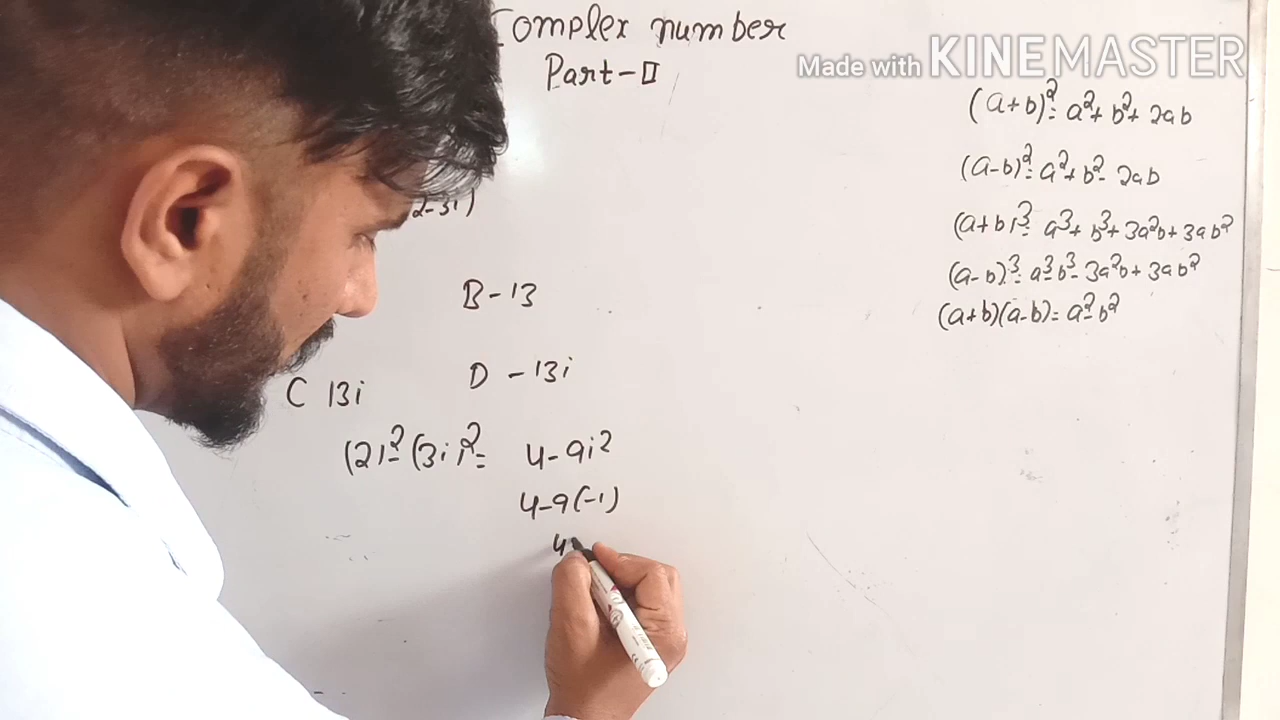 Complex number
Part-II
Made with KINEMASTER
(a+b)²= a²+ b²+ 2ab
(a-b)²= a²+ b²- 2ab
(a+b)³= a³+ b³+ 3a²b+ 3ab²
(a-b)³= a³-b³- 3a²b+ 3ab²
(a+b)(a-b)= a²-b²
2-3i)
B -13
C 13i
D -13i
(2)²-(3i)²= 4-9i²
4-9(-1)
4